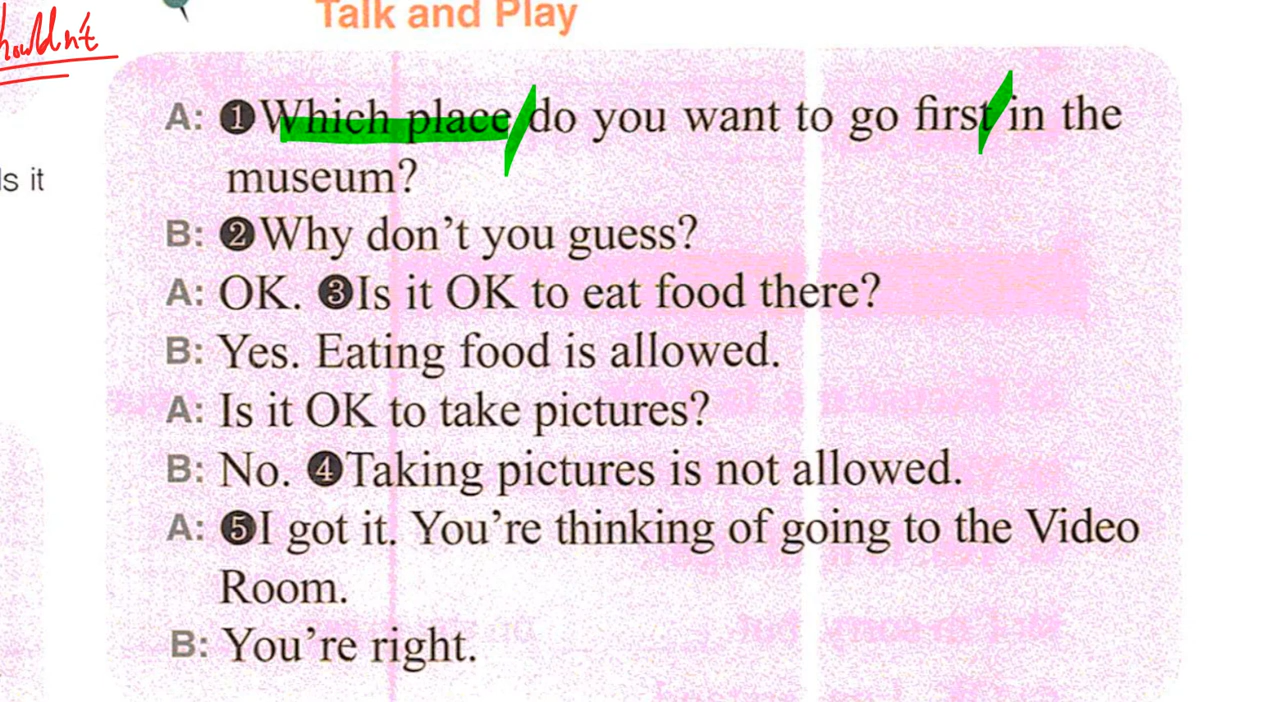 Talk and Play
A: ❶Which place do you want to go first in the
museum?
s it
B: ❷Why don't you guess?
A: OK. ❸Is it OK to eat food there?
B: Yes. Eating food is allowed.
A: Is it OK to take pictures?
B: No. ❹Taking pictures is not allowed.
A: ❺I got it. You're thinking of going to the Video
Room.
B: You're right.